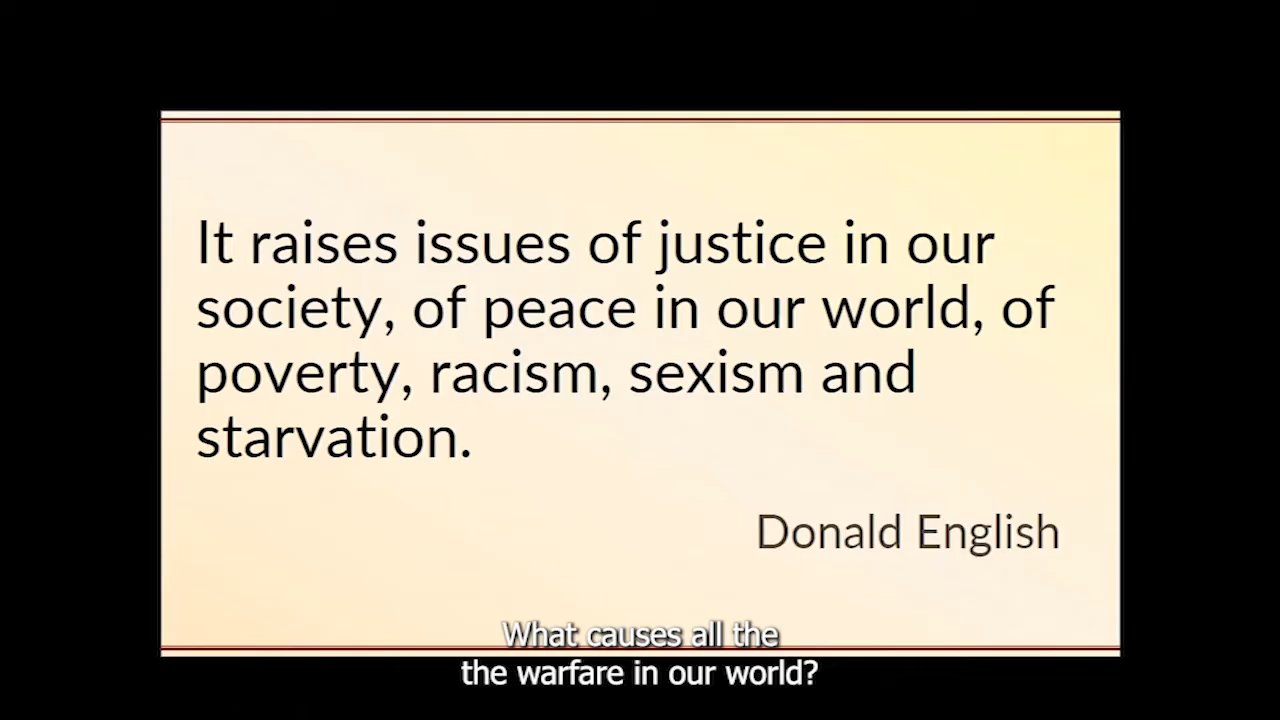 It raises issues of justice in our
society, of peace in our world, of
poverty, racism, sexism and
starvation.
Donald English
What causes all the
the warfare in our world?